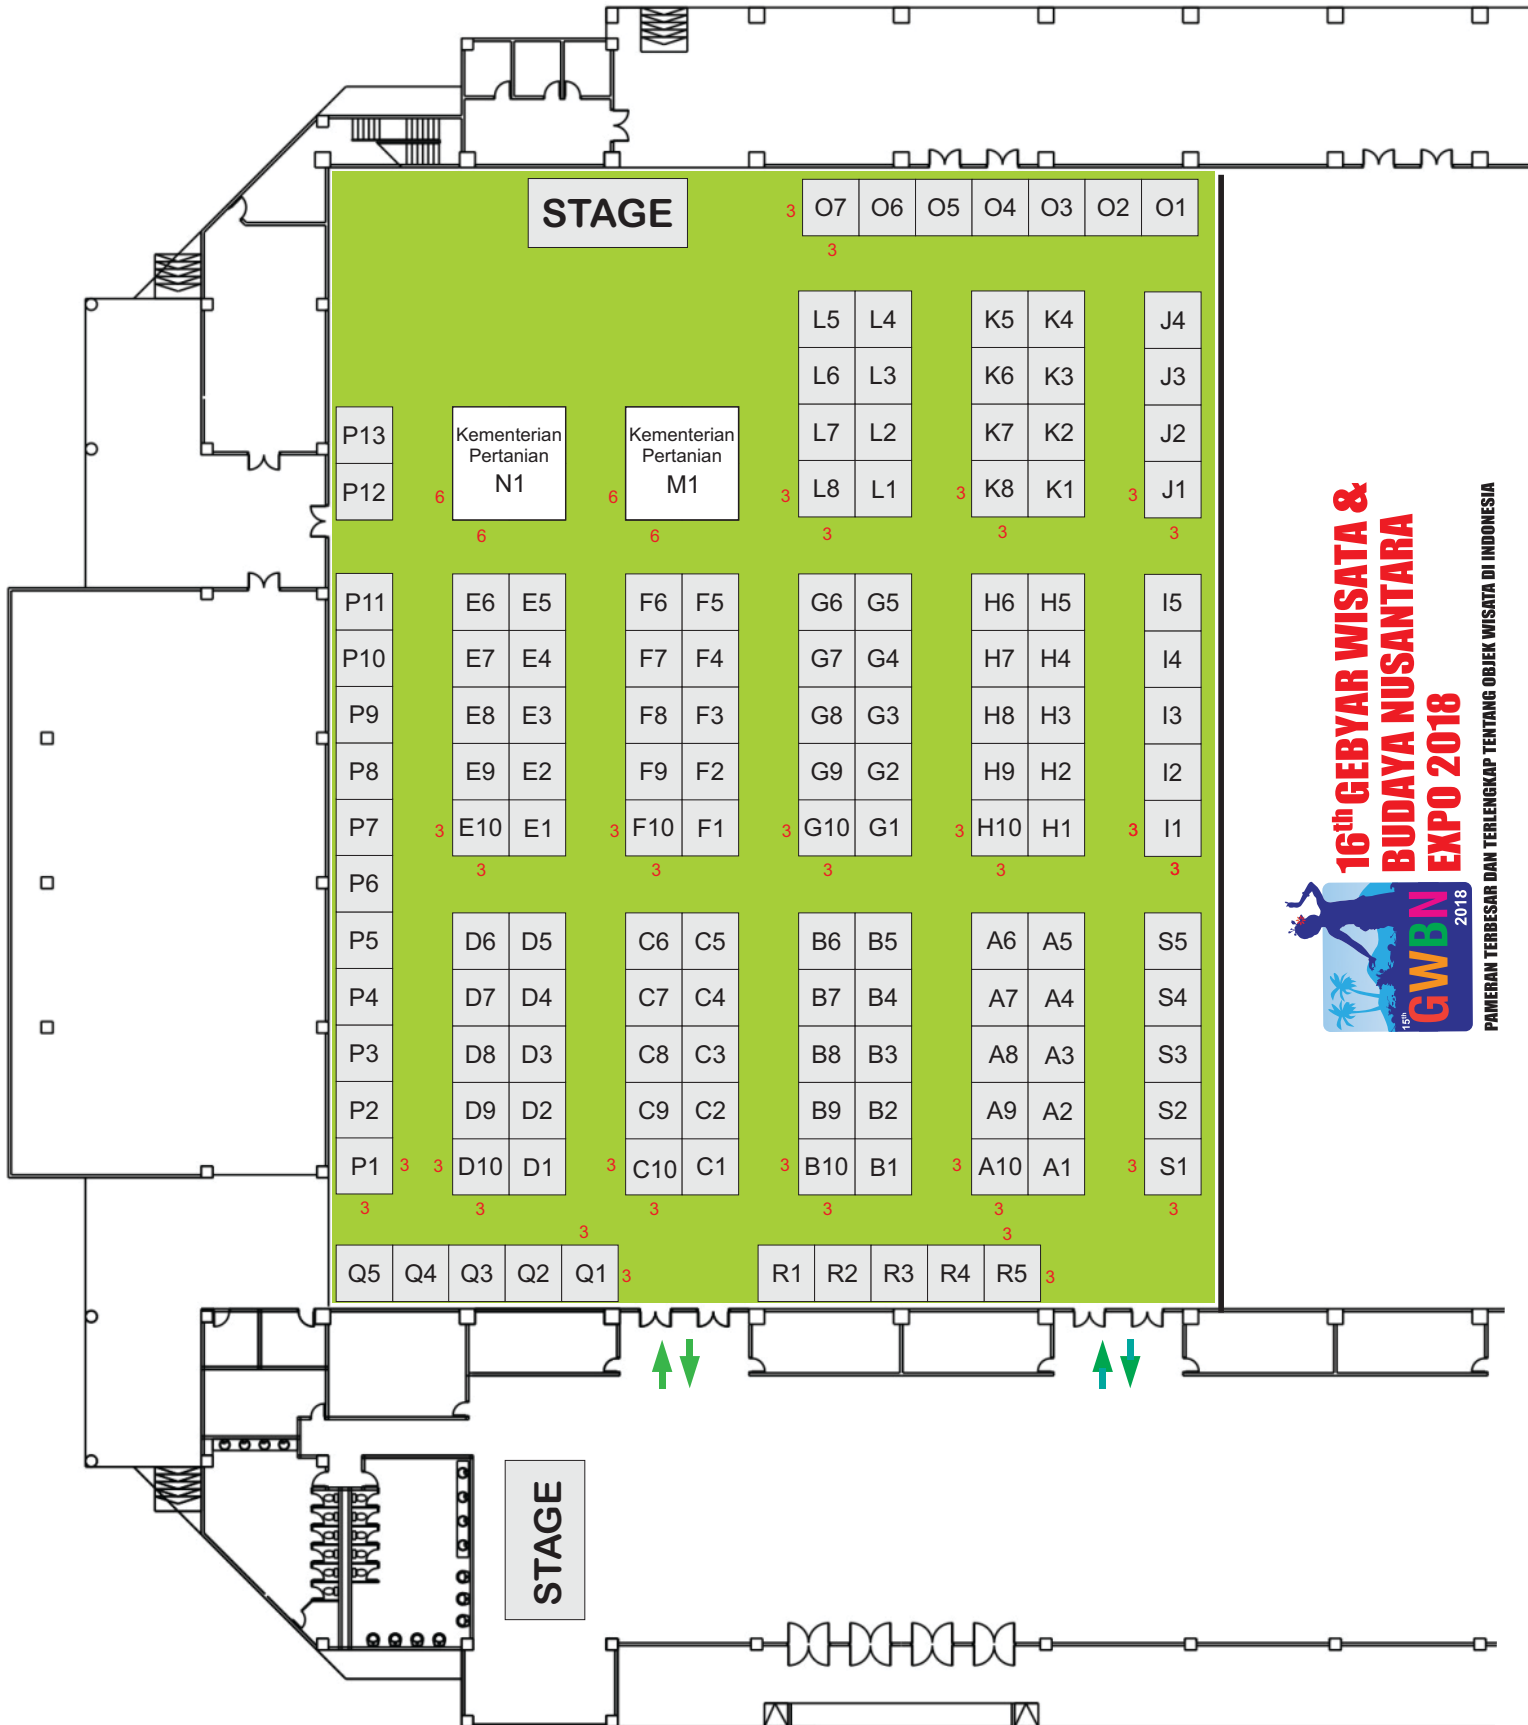 STAGE
3 O7 O6 O5 O4 O3 O2 O1
3
L5 L4 K5 K4 J4
L6 L3 K6 K3 J3
P13 Kementerian Pertanian Kementerian Pertanian L7 L2 K7 K2 J2
P12 6 N1 6 M1 3 L8 L1 3 K8 K1 3 J1
6 6 3 3 3
P11 E6 E5 F6 F5 G6 G5 H6 H5 I5
P10 E7 E4 F7 F4 G7 G4 H7 H4 I4
P9 E8 E3 F8 F3 G8 G3 H8 H3 I3
P8 E9 E2 F9 F2 G9 G2 H9 H2 I2
P7 3 E10 E1 3 F10 F1 3 G10 G1 3 H10 H1 3 I1
3 3 3 3 3
P6
P5 D6 D5 C6 C5 B6 B5 A6 A5 S5
P4 D7 D4 C7 C4 B7 B4 A7 A4 S4
P3 D8 D3 C8 C3 B8 B3 A8 A3 S3
P2 D9 D2 C9 C2 B9 B2 A9 A2 S2
P1 3 3 D10 D1 3 C10 C1 3 B10 B1 3 A10 A1 3 S1
3 3 3 3 3 3
3 3
Q5 Q4 Q3 Q2 Q1 3 R1 R2 R3 R4 R5 3
STAGE
16th GEBYAR WISATA &
BUDAYA NUSANTARA
EXPO 2018
15th GWBN 2018
PAMERAN TERBESAR DAN TERLENGKAP TENTANG OBJEK WISATA DI INDONESIA